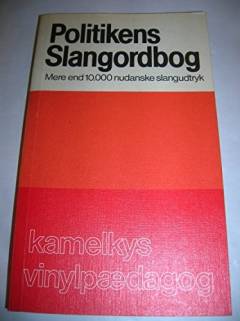 Politikens
Slangordbog
Mere end 10.000 nudanske slangudtryk
kamelkys
vinylpædagog